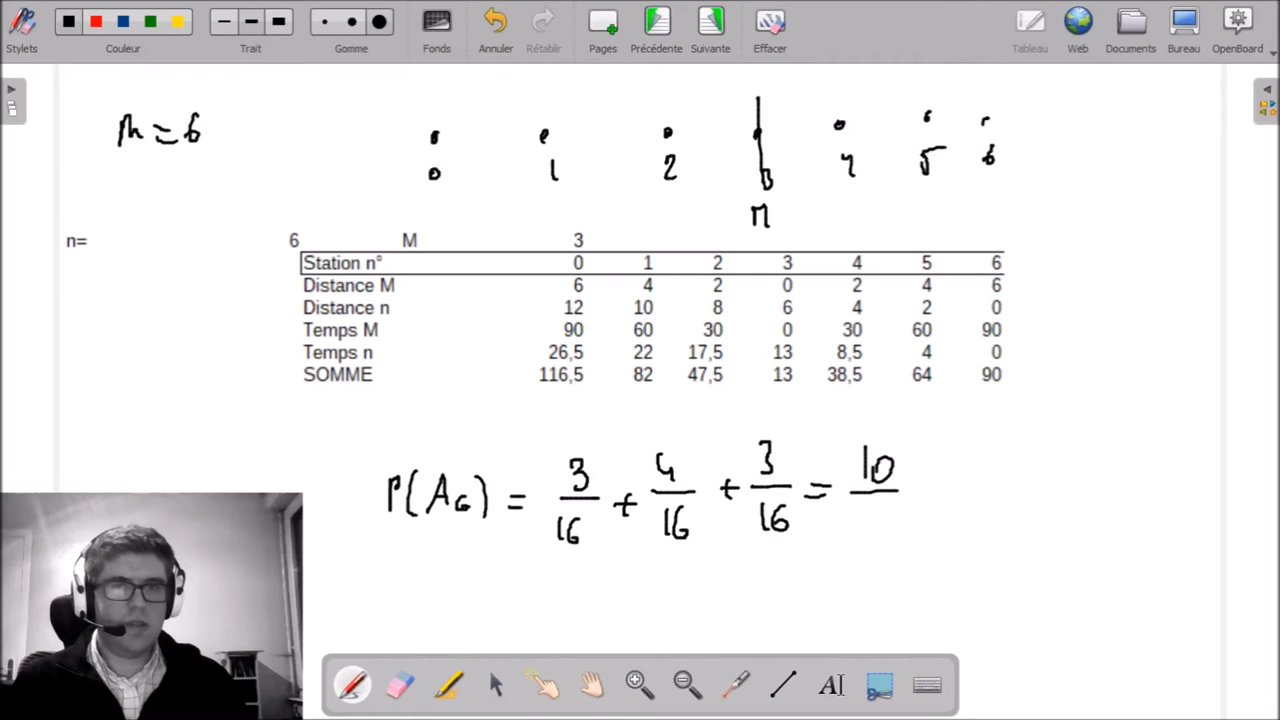 Stylets Couleur Trait Gomme Fonds Annuler Rétablir Pages Précédente Suivante Effacer Tableau Web Documents Bureau OpenBoard
n = 6
0 1 2 3 4 5 6
M
n= 6 M 3
Station n° 0 1 2 3 4 5 6
Distance M 6 4 2 0 2 4 6
Distance n 12 10 8 6 4 2 0
Temps M 90 60 30 0 30 60 90
Temps n 26,5 22 17,5 13 8,5 4 0
SOMME 116,5 82 47,5 13 38,5 64 90
P(A6) = 3/16 + 4/16 + 3/16 = 10